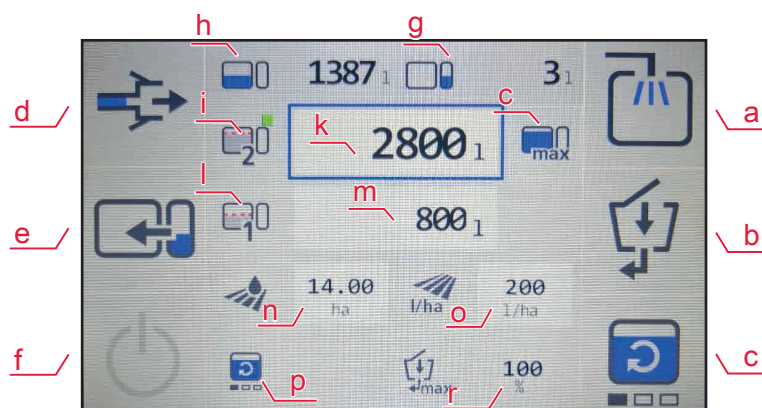 h g
1387 l 3 l
d i k c a
2 2800 l max
l m
1 800 l
e b
14.00 200
n ha l/ha o l/ha
f c
p 100
max r %